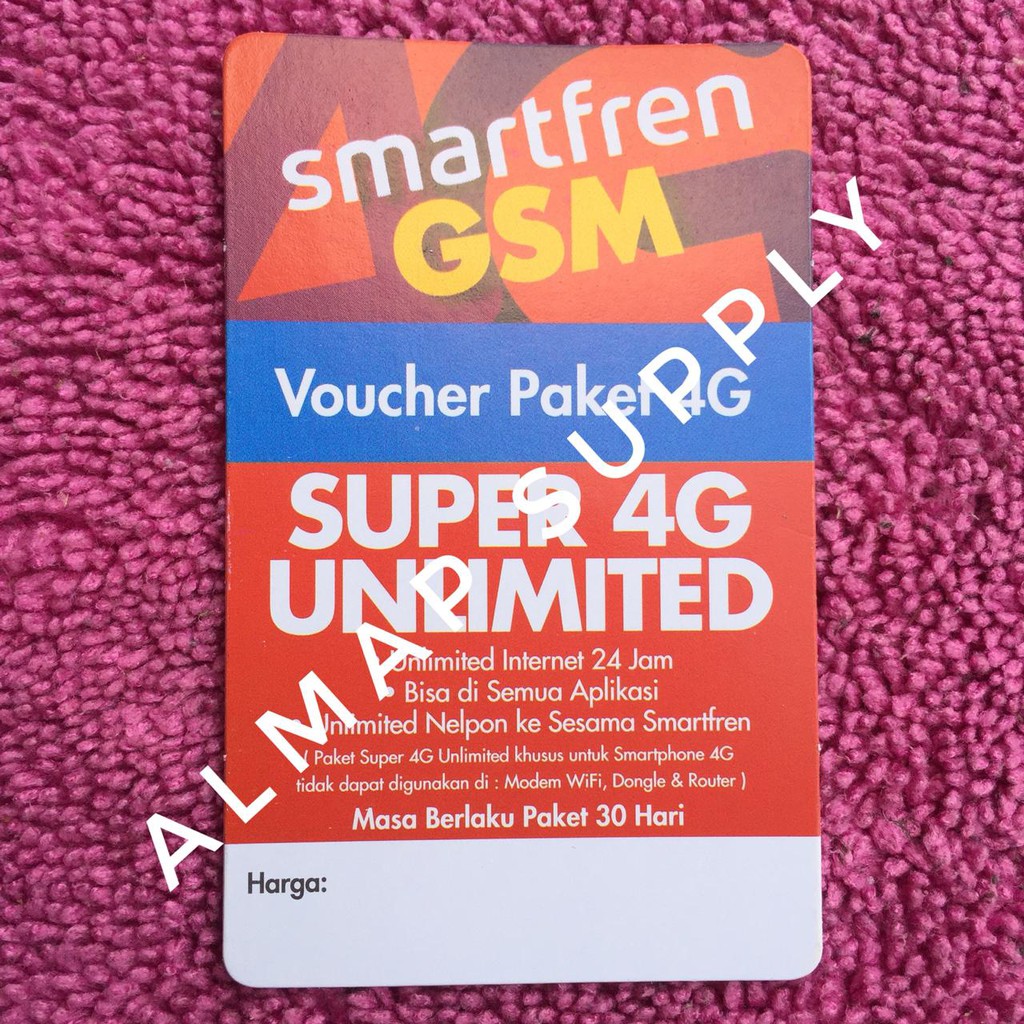 smartfren
GSM
Voucher Paket 4G
SUPER 4G
UNLIMITED
Unlimited Internet 24 Jam
• Bisa di Semua Aplikasi
Unlimited Nelpon ke Sesama Smartfren
( Paket Super 4G Unlimited khusus untuk Smartphone 4G
tidak dapat digunakan di : Modem WiFi, Dongle & Router )
Masa Berlaku Paket 30 Hari
Harga:
ALMAP SUPPLY